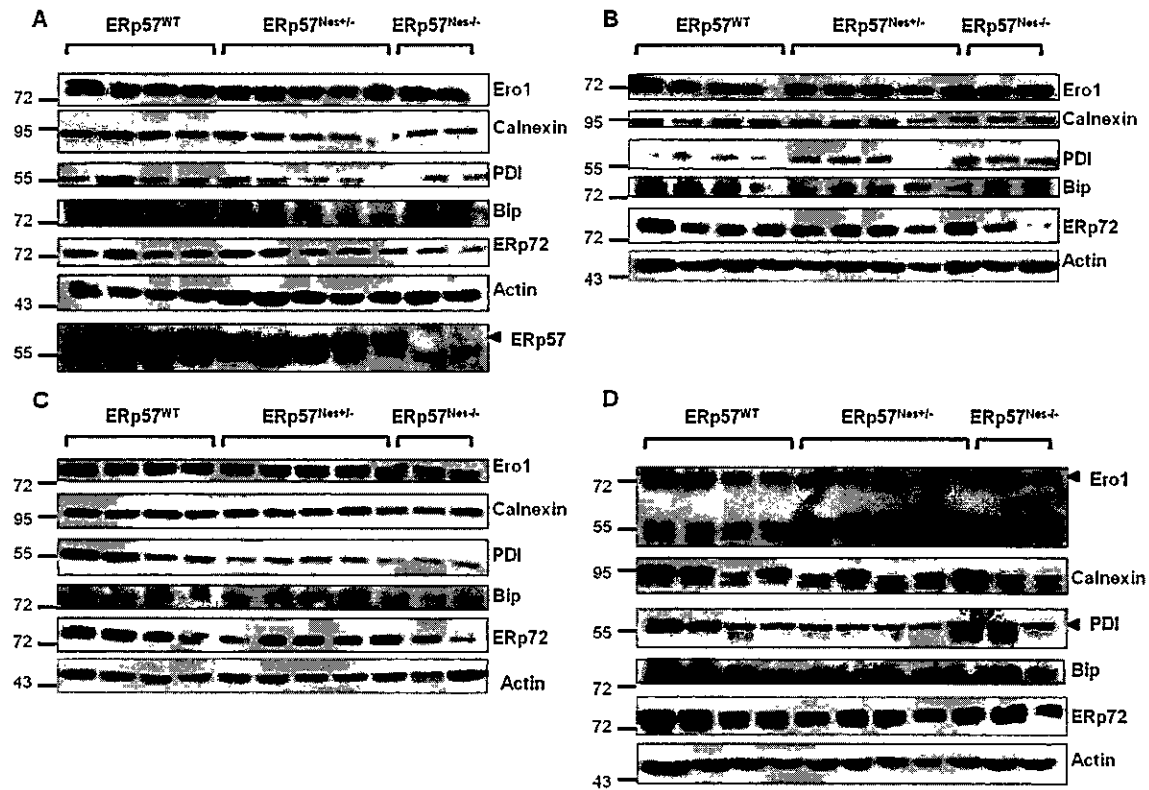 A
ERp57WT ERp57Nes+/- ERp57Nes-/-
72 Ero1
95 Calnexin
55 PDI
72 Bip
72 ERp72
43 Actin
55 ERp57
B
ERp57WT ERp57Nes+/- ERp57Nes-/-
72 Ero1
95 Calnexin
55 PDI
72 Bip
72 ERp72
43 Actin
C
ERp57WT ERp57Nes+/- ERp57Nes-/-
72 Ero1
95 Calnexin
55 PDI
72 Bip
72 ERp72
43 Actin
D
ERp57WT ERp57Nes+/- ERp57Nes-/-
72 Ero1
55
95 Calnexin
55 PDI
72 Bip
72 ERp72
43 Actin